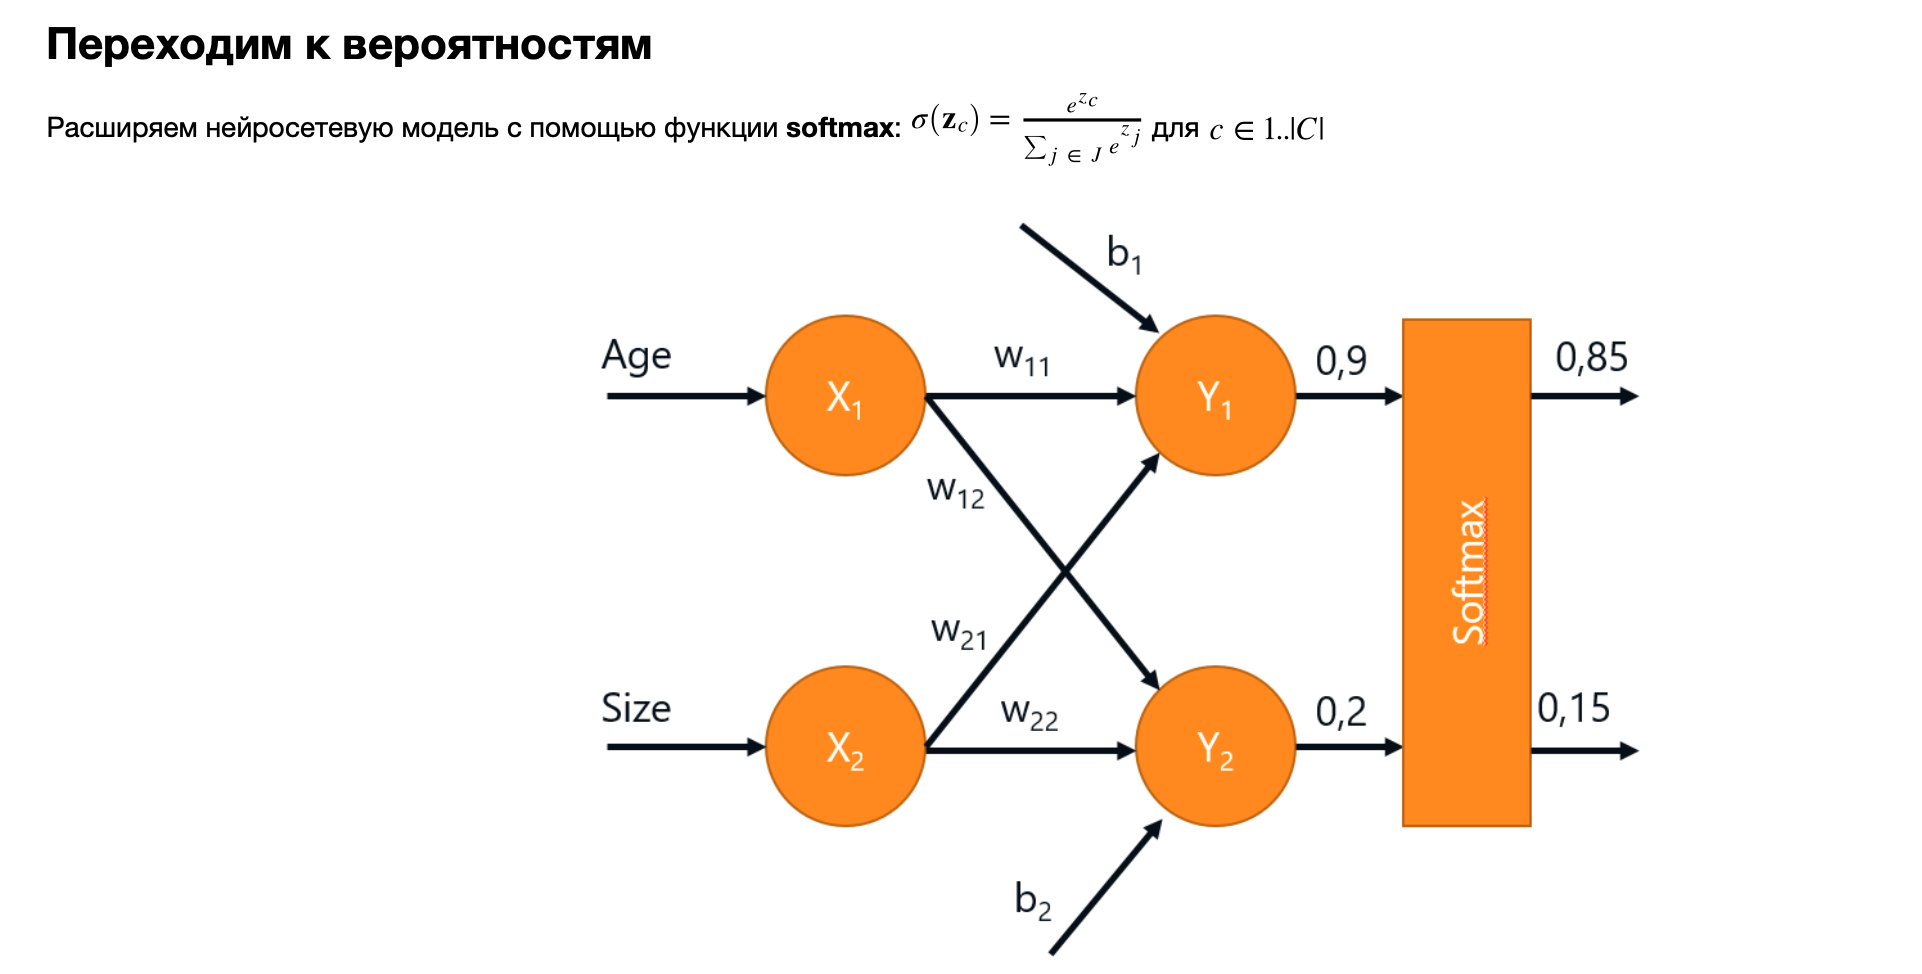 Переходим к вероятностям
Расширяем нейросетевую модель с помощью функции softmax: σ(z_c) = e^{z_c} / ∑_{j ∈ J} e^{z_j} для c ∈ 1..|C|
b₁
Age
X₁
w₁₁
Y₁
0,9
0,85
w₁₂
Softmax
w₂₁
Size
X₂
w₂₂
Y₂
0,2
0,15
b₂